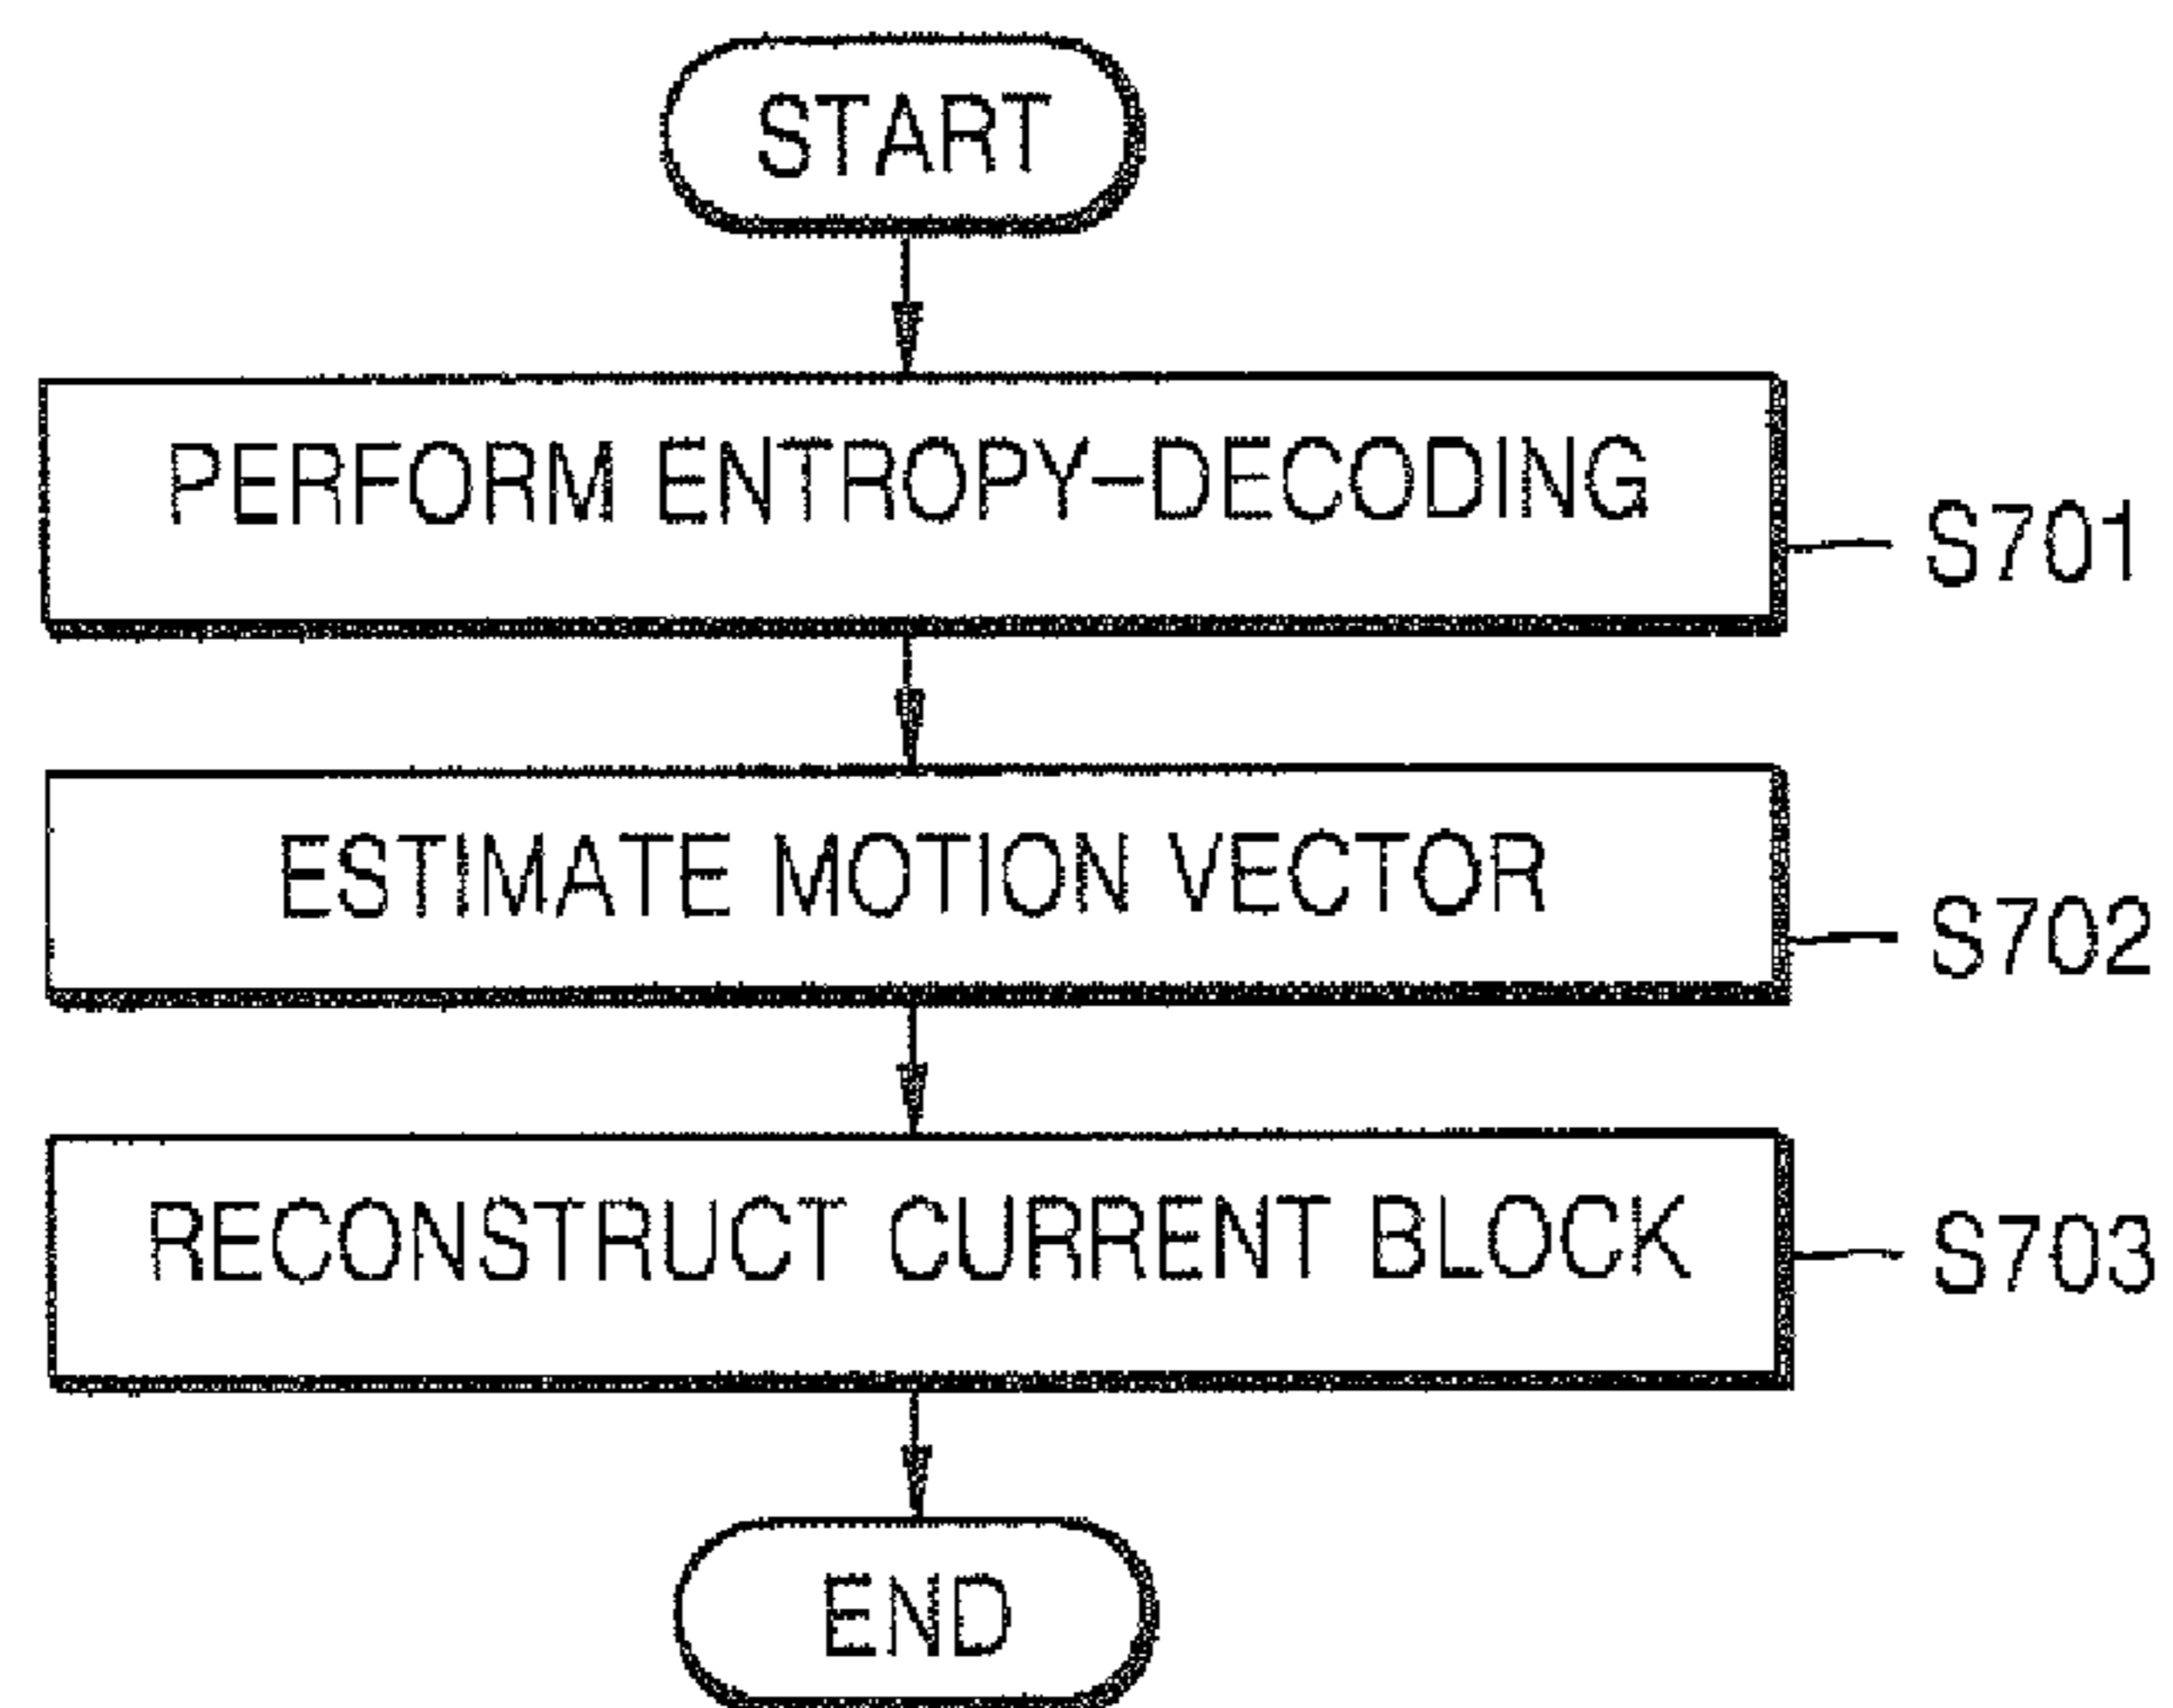 START
PERFORM ENTROPY-DECODING
S701
ESTIMATE MOTION VECTOR
S702
RECONSTRUCT CURRENT BLOCK
S703
END